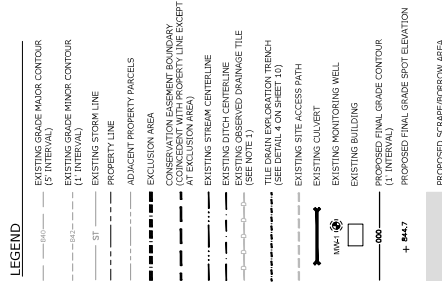 LEGEND
840
EXISTING GRADE MAJOR CONTOUR
(5' INTERVAL)
842
EXISTING GRADE MINOR CONTOUR
(1' INTERVAL)
ST
EXISTING STORM LINE
PROPERTY LINE
ADJACENT PROPERTY PARCELS
EXCLUSION AREA
CONSERVATION EASEMENT BOUNDARY
(COINCIDENT WITH PROPERTY LINE EXCEPT
AT EXCLUSION AREA)
EXISTING STREAM CENTERLINE
EXISTING DITCH CENTERLINE
EXISTING OBSERVED DRAINAGE TILE
(SEE NOTE 1)
TILE DRAIN EXPLORATION TRENCH
(SEE DETAIL 4 ON SHEET 10)
EXISTING SITE ACCESS PATH
EXISTING CULVERT
MW-1
EXISTING MONITORING WELL
EXISTING BUILDING
000
PROPOSED FINAL GRADE CONTOUR
(1' INTERVAL)
+ 844.7
PROPOSED FINAL GRADE SPOT ELEVATION
PROPOSED SCRAPE/BORROW AREA